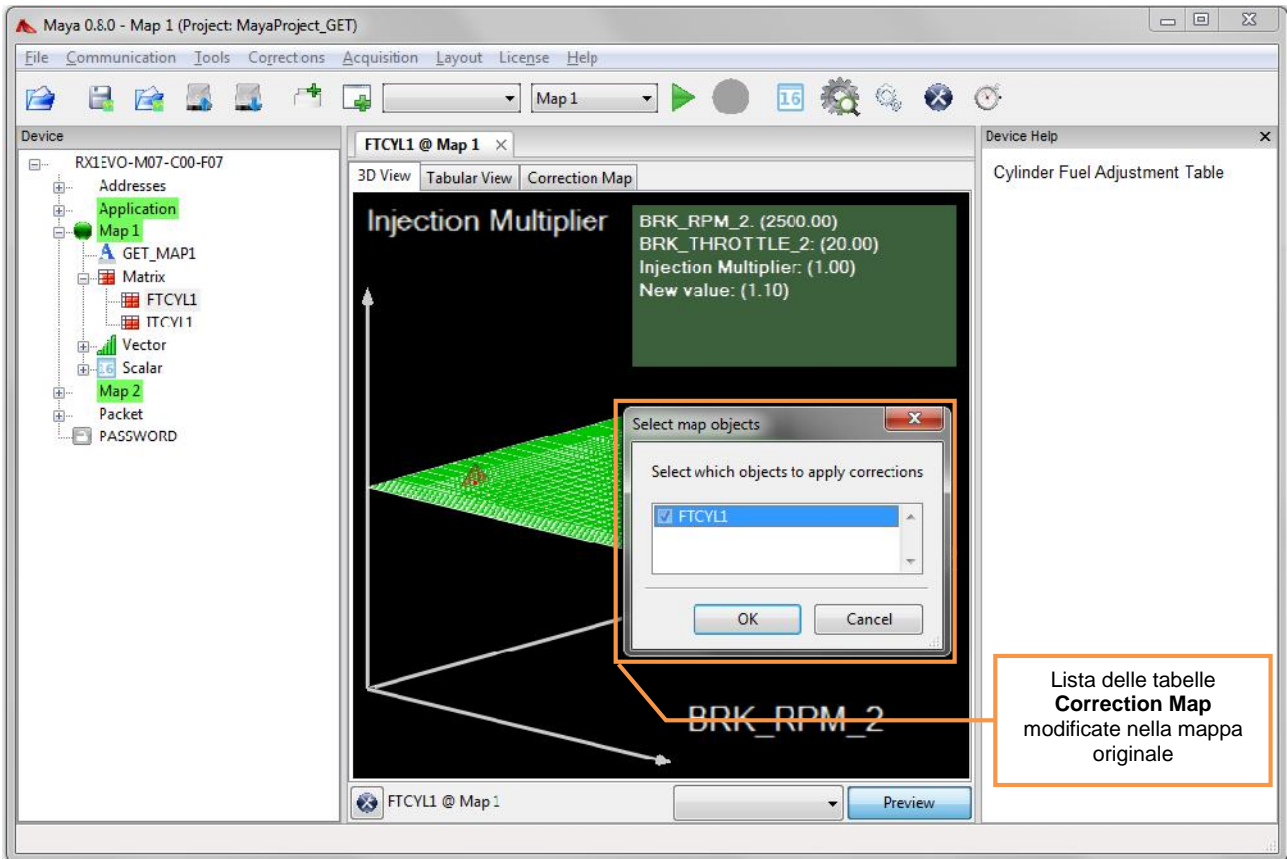 Maya 0.8.0 - Map 1 (Project: MayaProject_GET)
File Communication Tools Corrections Acquisition Layout License Help
Map 1
16
Device
RX1EVO-M07-C00-F07
Addresses
Application
Map 1
GET_MAP1
Matrix
FTCYL1
ITCYL1
Vector
16 Scalar
Map 2
Packet
PASSWORD
FTCYL1 @ Map 1
3D View Tabular View Correction Map
Injection Multiplier
BRK_RPM_2. (2500.00)
BRK_THROTTLE_2: (20.00)
Injection Multiplier: (1.00)
New value: (1.10)
Select map objects
Select which objects to apply corrections
FTCYL1
OK Cancel
BRK_RPM_2
FTCYL1 @ Map 1
Preview
Device Help
Cylinder Fuel Adjustment Table
Lista delle tabelle
Correction Map
modificate nella mappa
originale